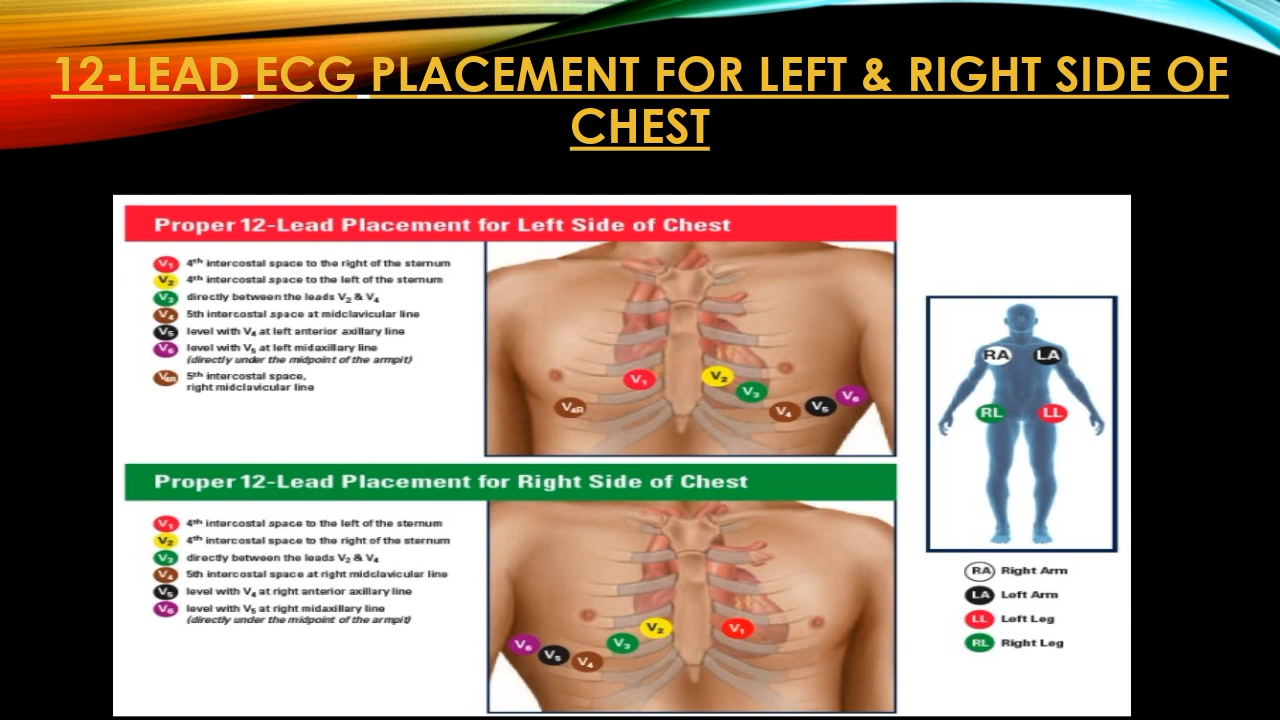 12-LEAD ECG PLACEMENT FOR LEFT & RIGHT SIDE OF
CHEST
Proper 12-Lead Placement for Left Side of Chest
V1 4th intercostal space to the right of the sternum
V2 4th intercostal space to the left of the sternum
V3 directly between the leads V2 & V4
V4 5th intercostal space at midclavicular line
V5 level with V4 at left anterior axillary line
V6 level with V5 at left midaxillary line
(directly under the midpoint of the armpit)
V4R 5th intercostal space,
right midclavicular line
V1
V2
V3
V4R
V4
V5
V6
Proper 12-Lead Placement for Right Side of Chest
V1 4th intercostal space to the left of the sternum
V2 4th intercostal space to the right of the sternum
V3 directly between the leads V2 & V4
V4 5th intercostal space at right midclavicular line
V5 level with V4 at right anterior axillary line
V6 level with V5 at right midaxillary line
(directly under the midpoint of the armpit)
V6
V5
V4
V3
V2
V1
RA LA
RL LL
RA Right Arm
LA Left Arm
LL Left Leg
RL Right Leg